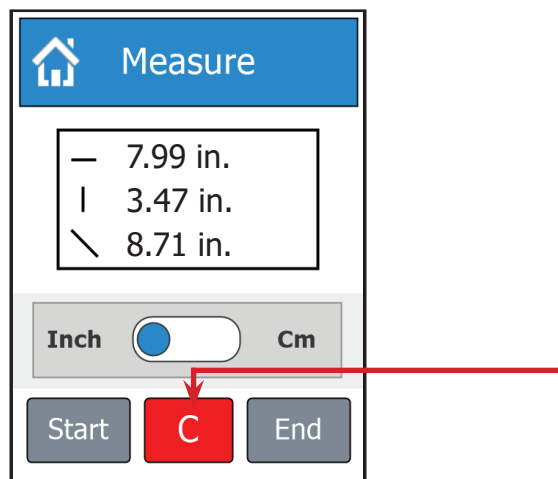 Measure
— 7.99 in.
| 3.47 in.
\ 8.71 in.
Inch Cm
Start C End